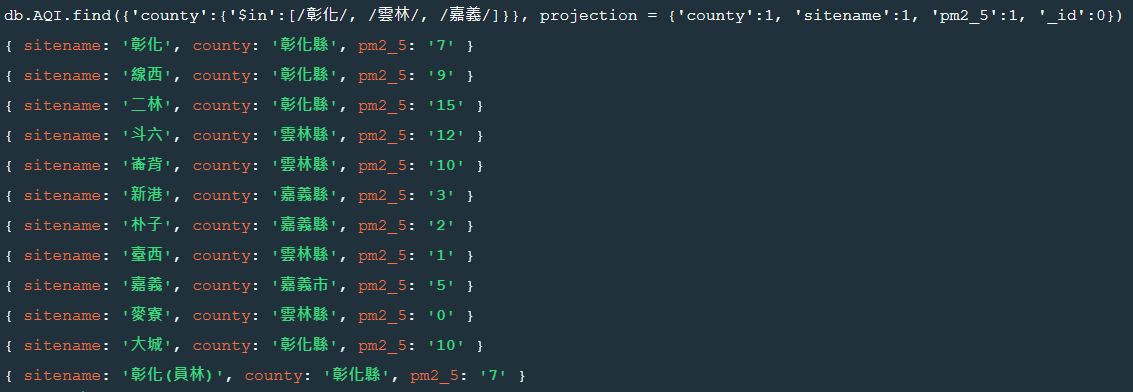 db.AQI.find({'county':{'$in':[/彰化/, /雲林/, /嘉義/]}}, projection = {'county':1, 'sitename':1, 'pm2_5':1, '_id':0})
{ sitename: '彰化', county: '彰化縣', pm2_5: '7' }
{ sitename: '線西', county: '彰化縣', pm2_5: '9' }
{ sitename: '二林', county: '彰化縣', pm2_5: '15' }
{ sitename: '斗六', county: '雲林縣', pm2_5: '12' }
{ sitename: '崙背', county: '雲林縣', pm2_5: '10' }
{ sitename: '新港', county: '嘉義縣', pm2_5: '3' }
{ sitename: '朴子', county: '嘉義縣', pm2_5: '2' }
{ sitename: '臺西', county: '雲林縣', pm2_5: '1' }
{ sitename: '嘉義', county: '嘉義市', pm2_5: '5' }
{ sitename: '麥寮', county: '雲林縣', pm2_5: '0' }
{ sitename: '大城', county: '彰化縣', pm2_5: '10' }
{ sitename: '彰化(員林)', county: '彰化縣', pm2_5: '7' }